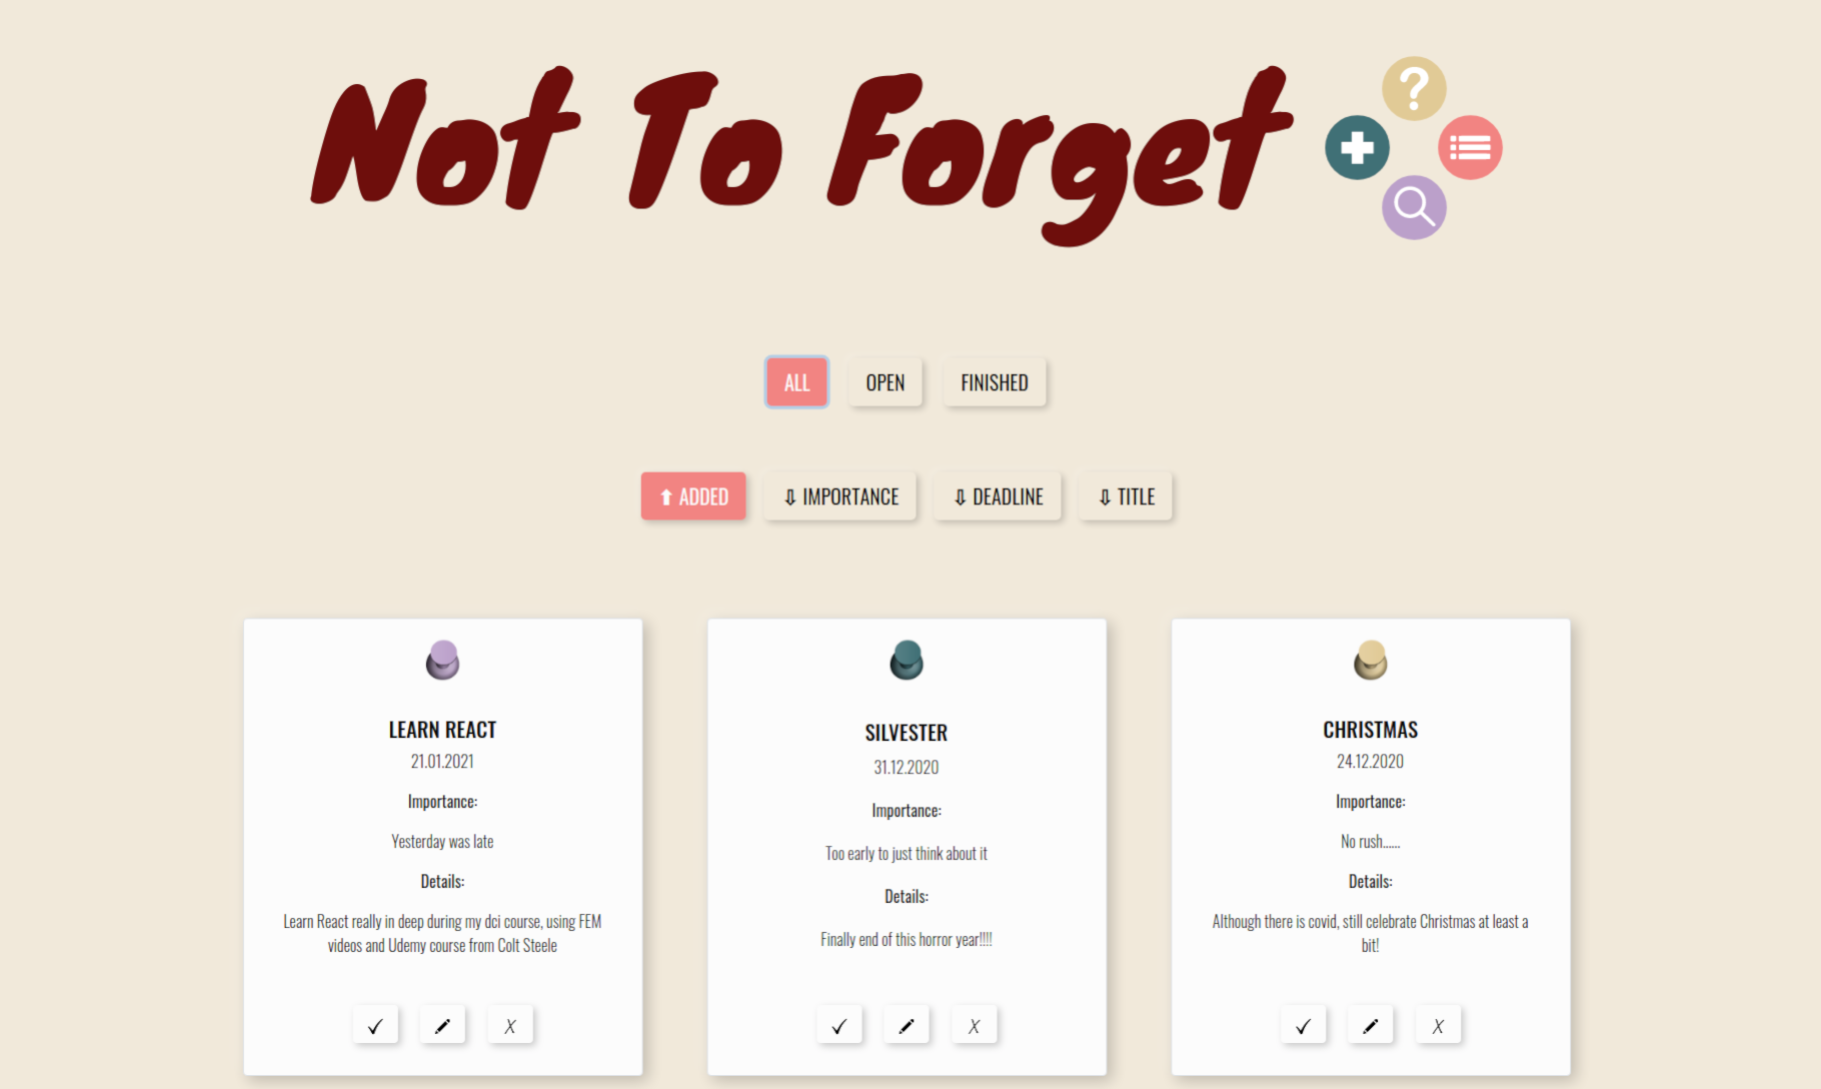 Not To Forget
ALL OPEN FINISHED
⬆ ADDED ⇩ IMPORTANCE ⇩ DEADLINE ⇩ TITLE
LEARN REACT
21.01.2021
Importance:
Yesterday was late
Details:
Learn React really in deep during my dci course, using FEM
videos and Udemy course from Colt Steele
✓ X
SILVESTER
31.12.2020
Importance:
Too early to just think about it
Details:
Finally end of this horror year!!!!
✓ X
CHRISTMAS
24.12.2020
Importance:
No rush......
Details:
Although there is covid, still celebrate Christmas at least a
bit!
✓ X